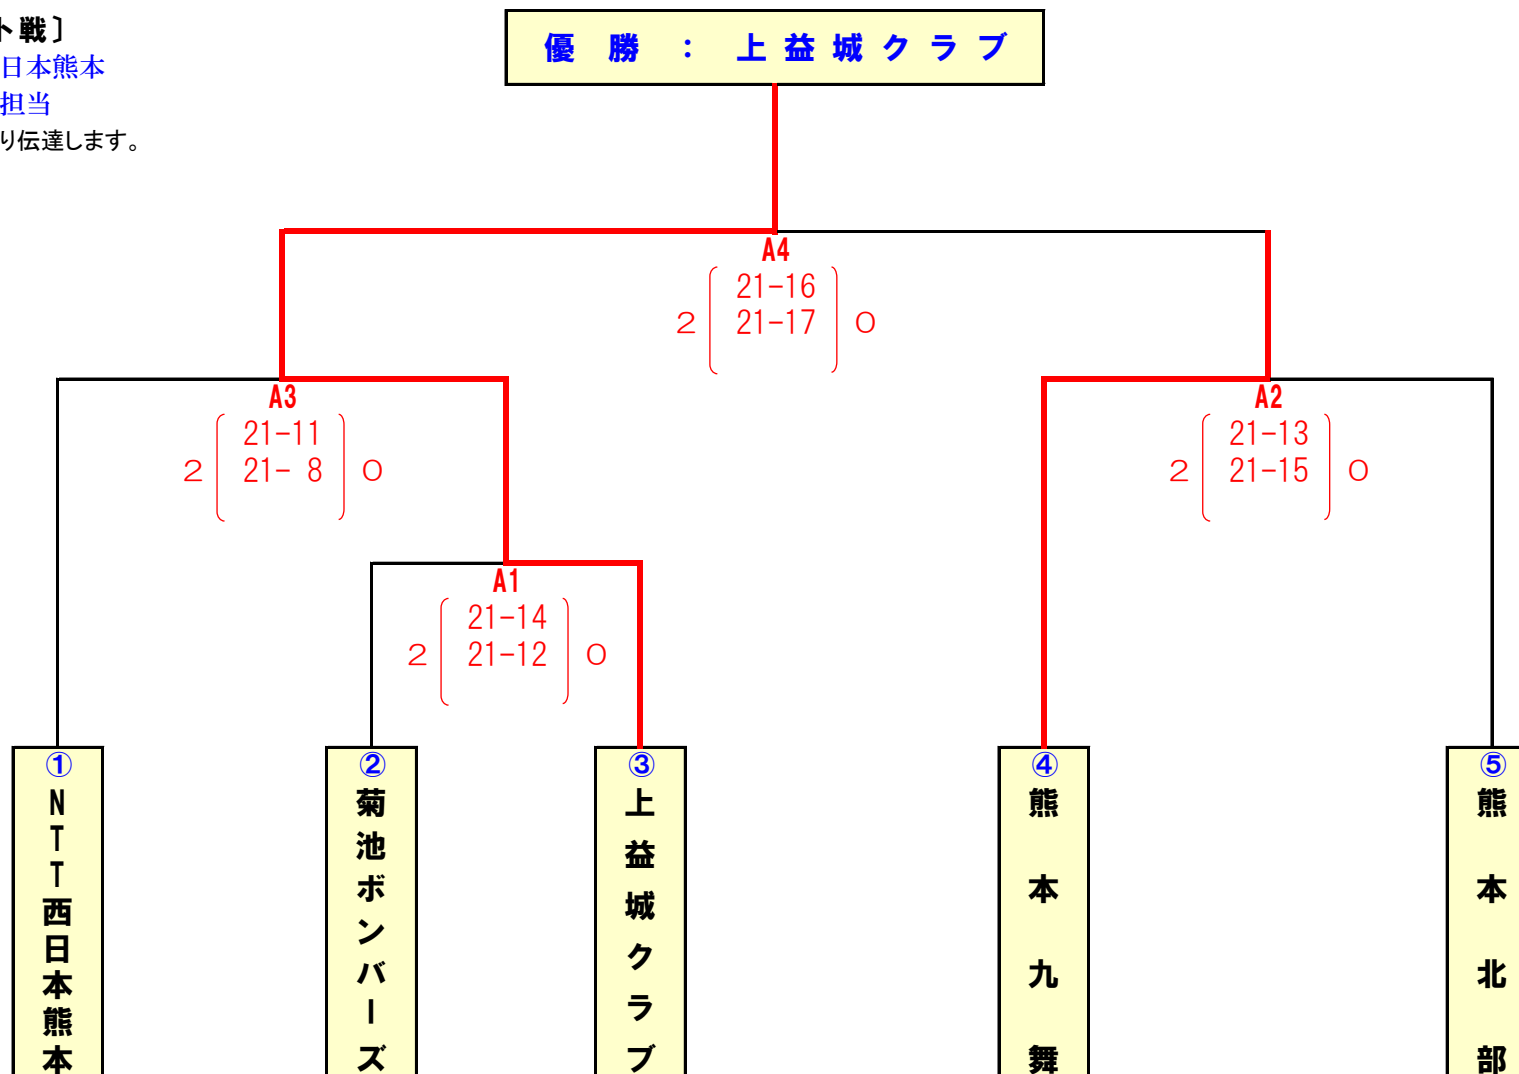 ト戦〕
日本熊本
担当
り伝達します。
優勝：上益城クラブ
A4
21-16
2 21-17 0
A3
21-11
2 21- 8 0
A2
21-13
2 21-15 0
A1
21-14
2 21-12 0
①NTT西日本熊本
②菊池ボンバーズ
③上益城クラブ
④熊本九舞
⑤熊本北部